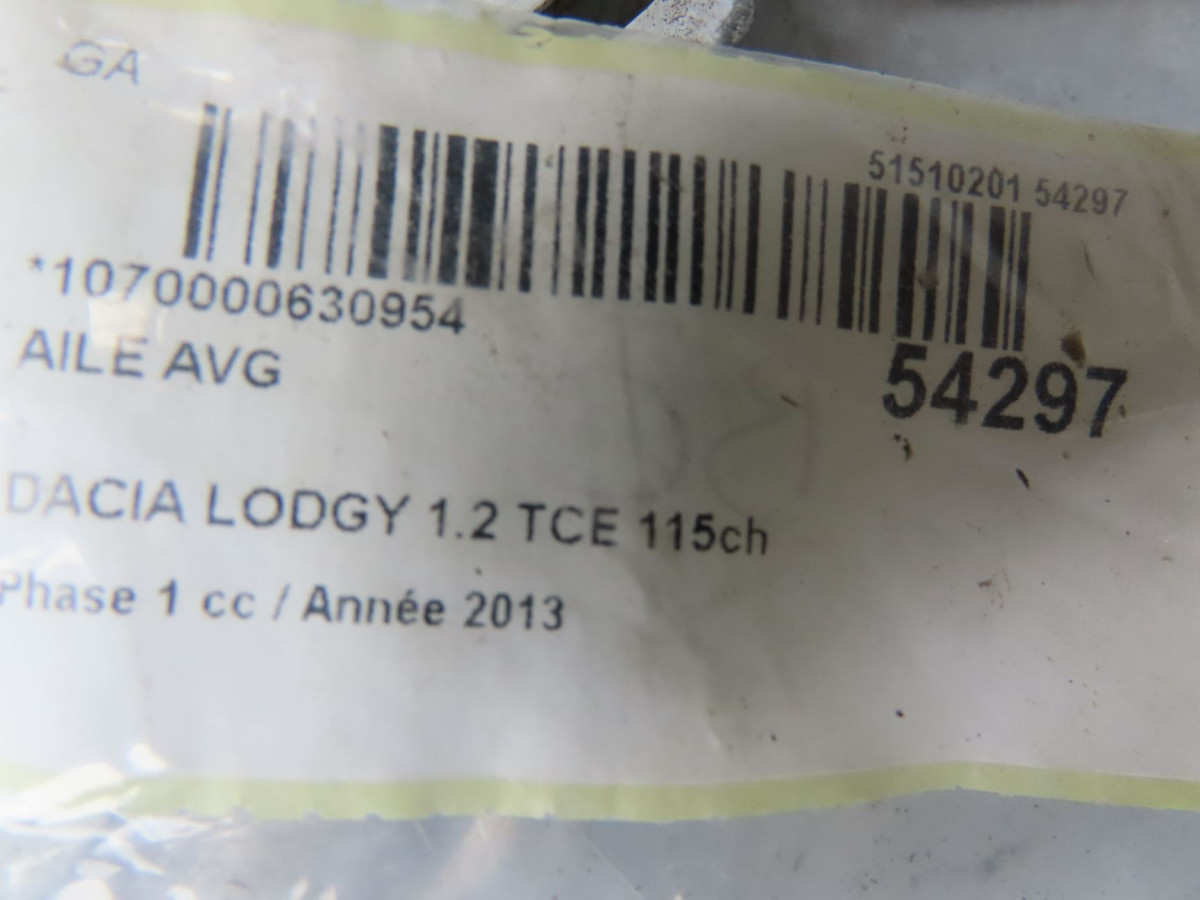 GA
51510201 54297
*1070000630954
54297
AILE AVG
DACIA LODGY 1.2 TCE 115ch
Phase 1 cc / Année 2013